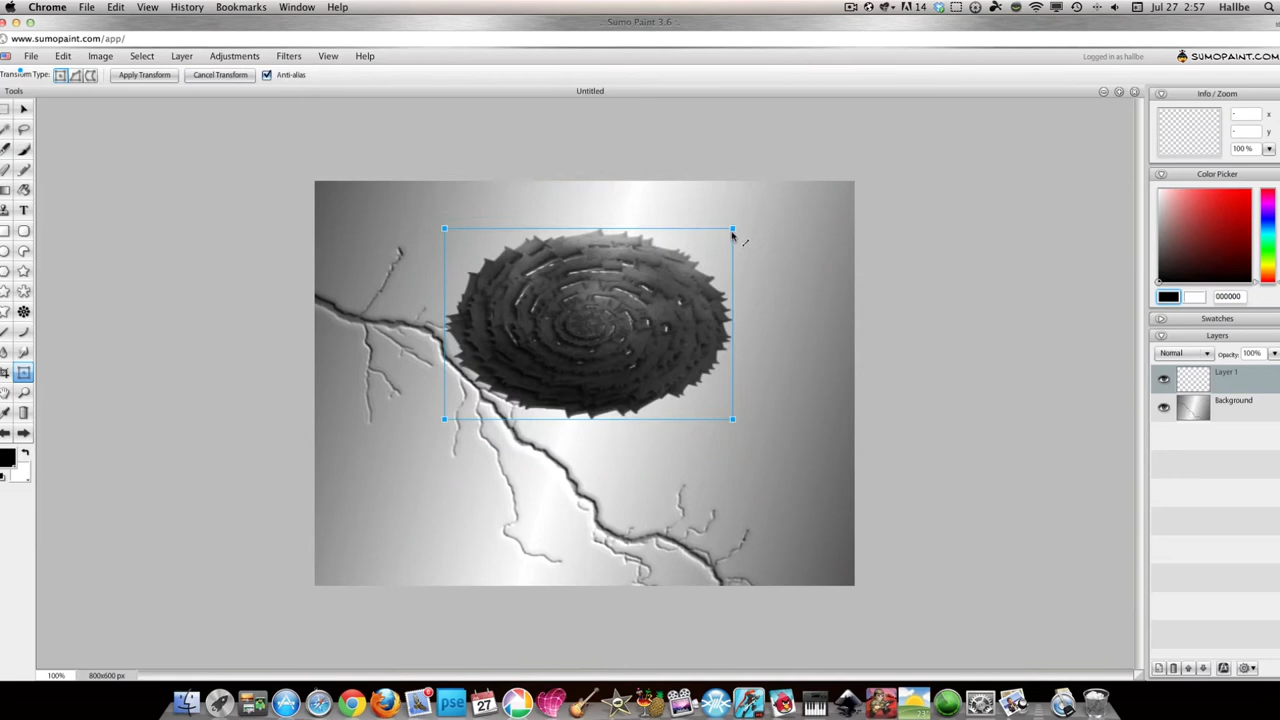 Chrome File Edit View History Bookmarks Window Help 14 Jul 27 2:57 Hallbe
Sumo Paint 3.6
www.sumopaint.com/app/
File Edit Image Select Layer Adjustments Filters View Help Logged in as hallbe SUMOPAINT.COM
Transform Type: Apply Transform Cancel Transform Anti-alias
Tools Untitled Info / Zoom
- x
- y
100 %
Color Picker
T
000000
Swatches
Layers
Normal Opacity: 100%
Layer 1
Background
100% 800x600 px
pse 27